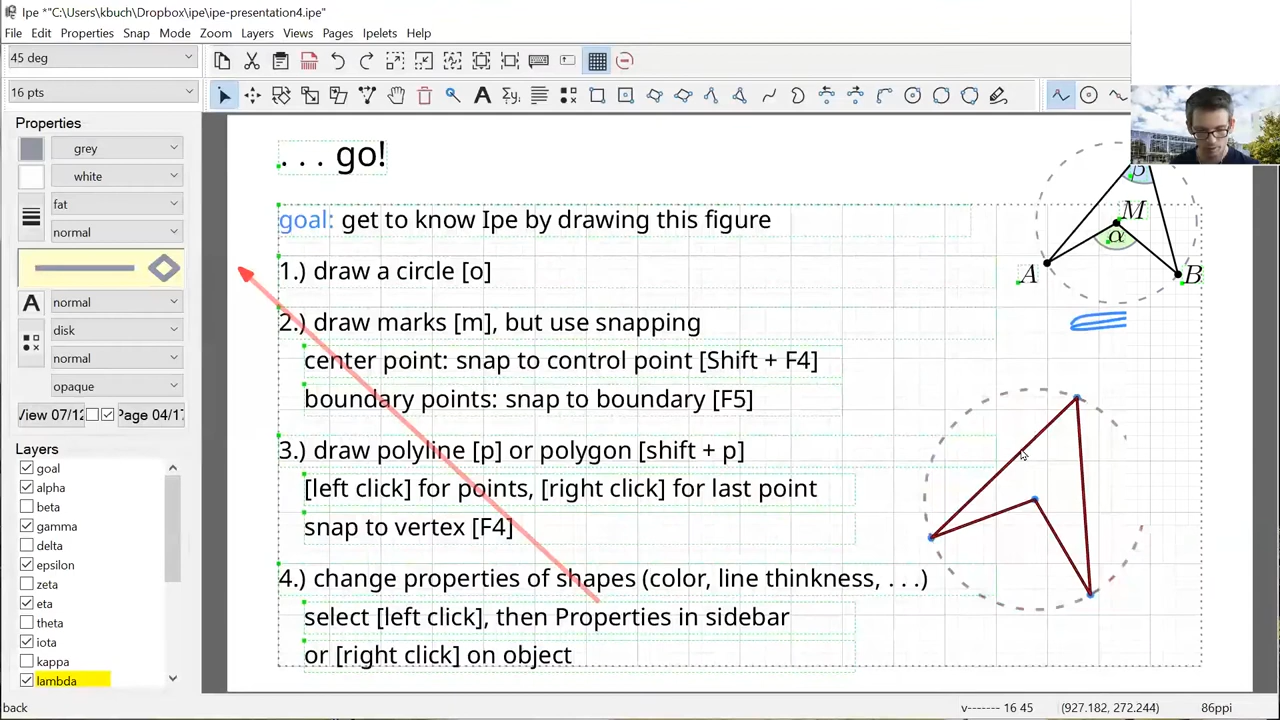 Ipe *"C:\Users\kbuch\Dropbox\ipe\ipe-presentation4.ipe"
File Edit Properties Snap Mode Zoom Layers Views Pages Ipelets Help
45 deg
16 pts
Properties
grey
white
fat
normal
A normal
disk
normal
opaque
View 07/12 Page 04/17
Layers
goal
alpha
beta
gamma
delta
epsilon
zeta
eta
theta
iota
kappa
lambda
. . . go!
goal: get to know Ipe by drawing this figure
1.) draw a circle [o]
2.) draw marks [m], but use snapping
center point: snap to control point [Shift + F4]
boundary points: snap to boundary [F5]
3.) draw polyline [p] or polygon [shift + p]
[left click] for points, [right click] for last point
snap to vertex [F4]
4.) change properties of shapes (color, line thinkness, . . .)
select [left click], then Properties in sidebar
or [right click] on object
β
M
α
A
B
back
v------- 16 45 (927.182, 272.244) 86ppi